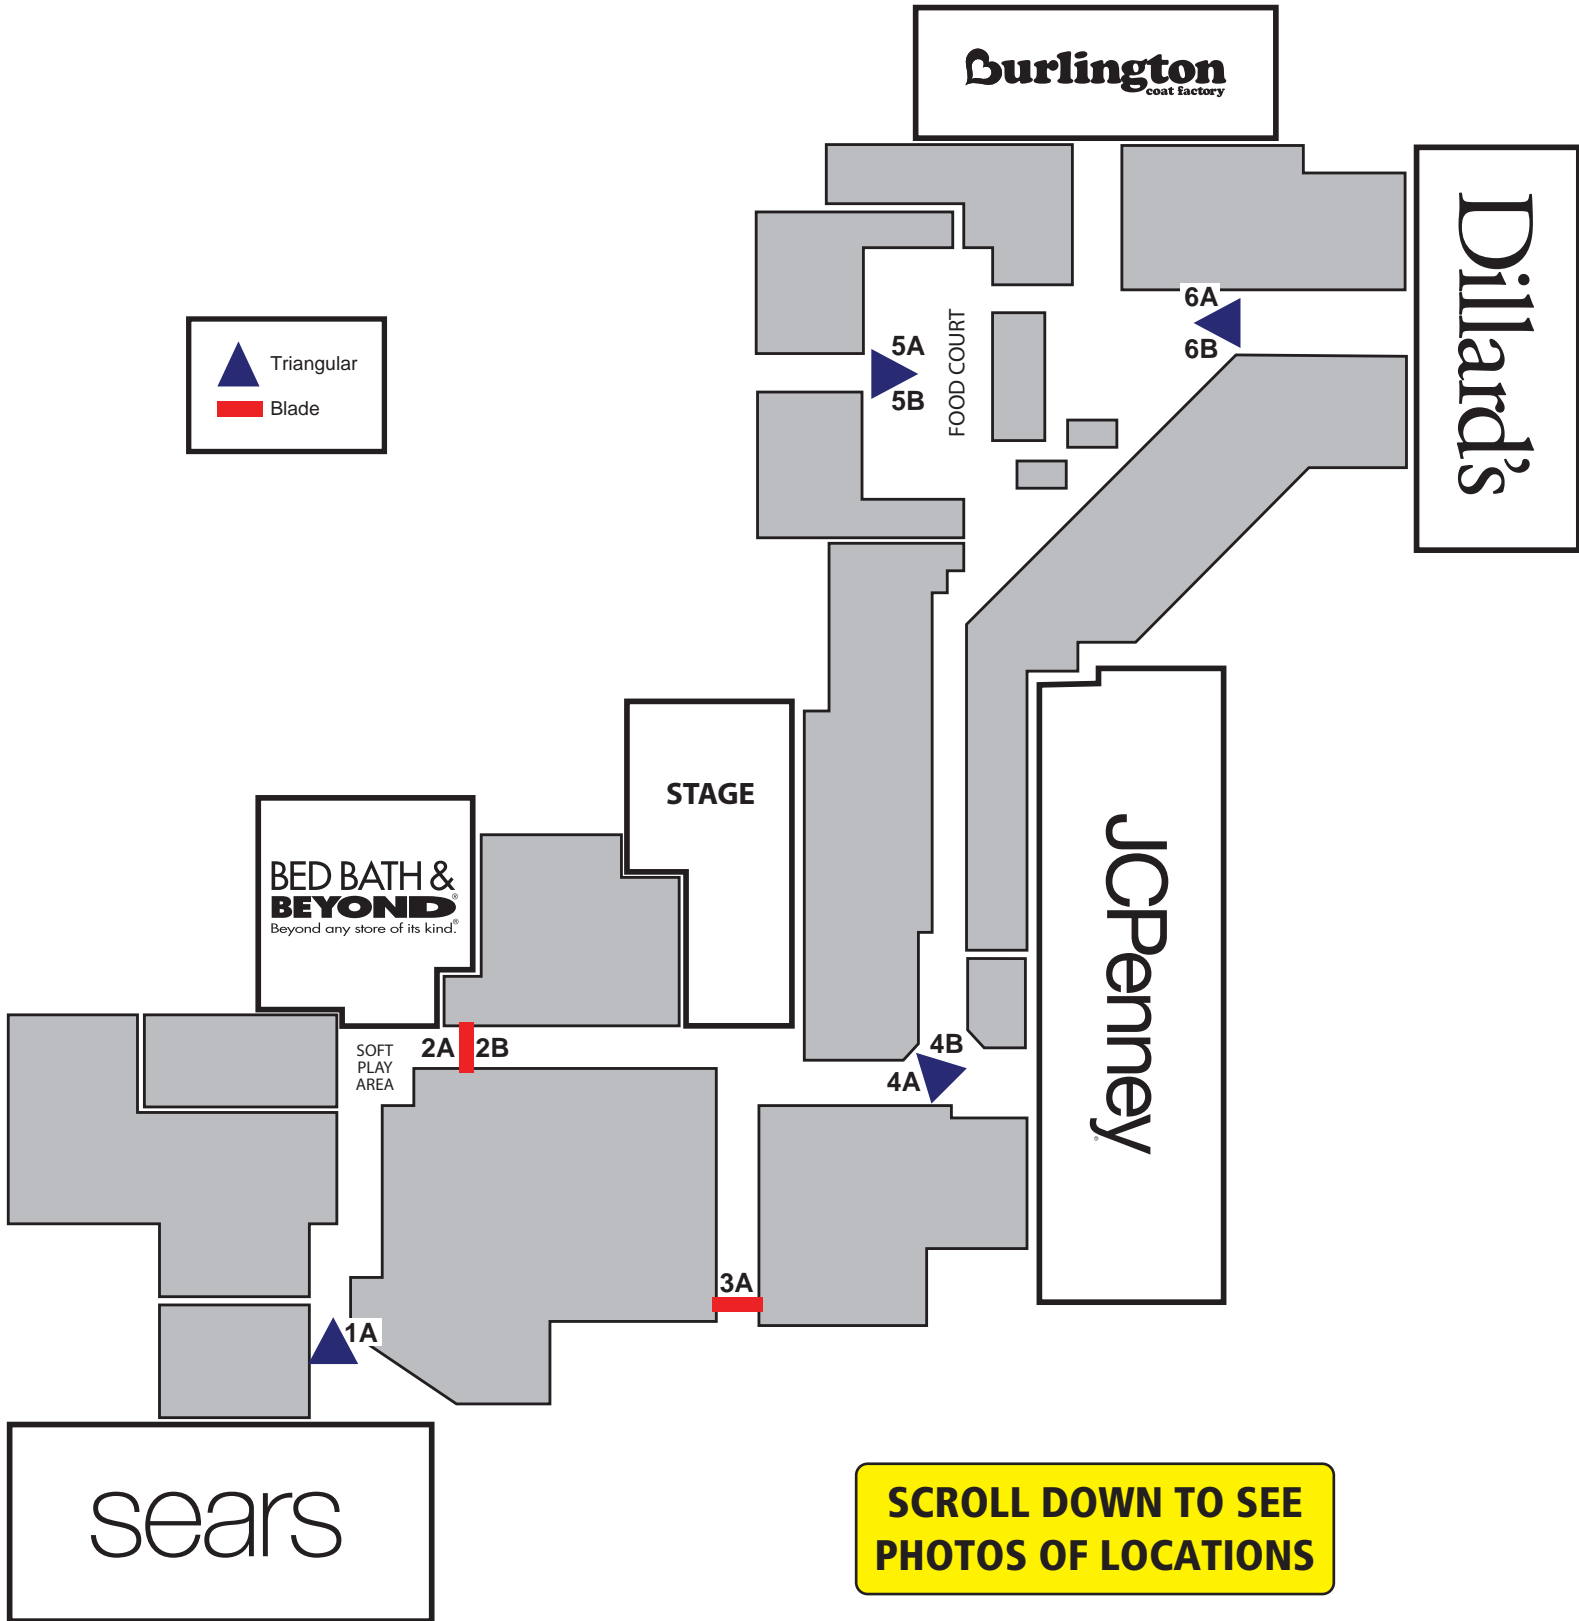 Burlington
coat factory
Dillard's
6A
6B
Triangular
Blade
5A
5B
FOOD COURT
STAGE
BED BATH &
BEYOND®
Beyond any store of its kind.®
JCPenney®
SOFT
PLAY
AREA
2A
2B
4B
4A
3A
1A
sears
SCROLL DOWN TO SEE
PHOTOS OF LOCATIONS